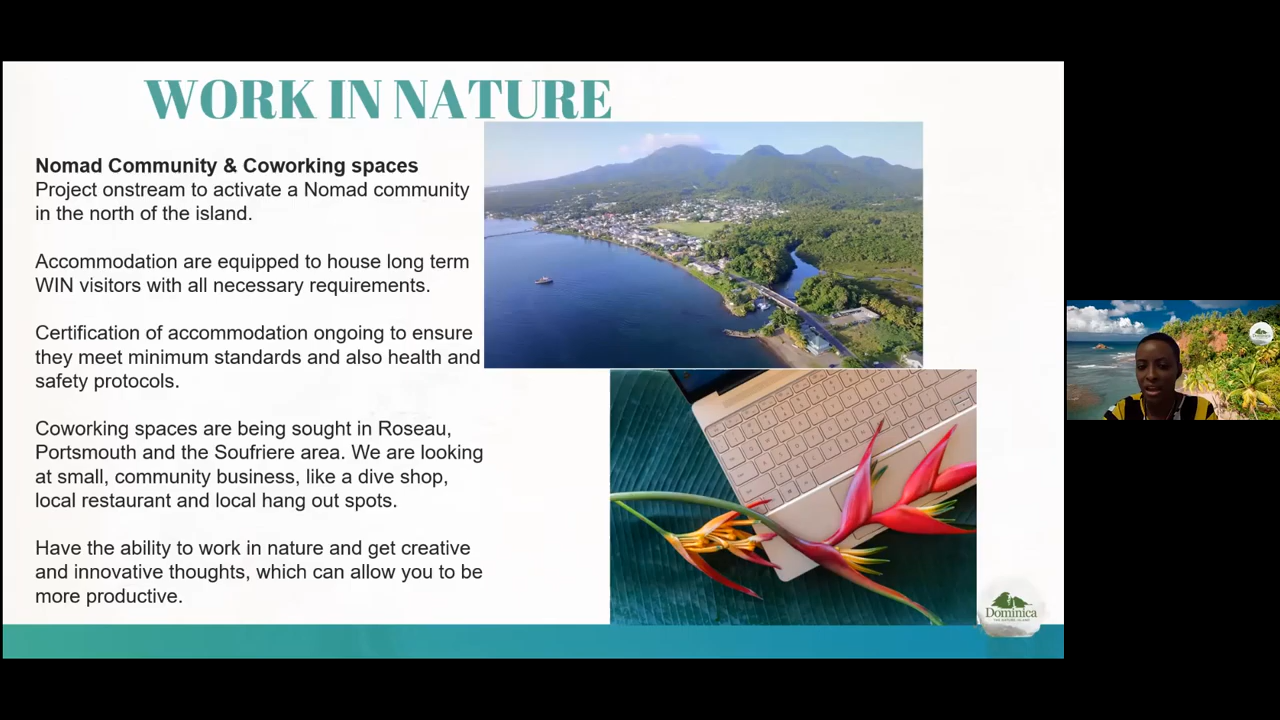 WORK IN NATURE
Nomad Community & Coworking spaces
Project onstream to activate a Nomad community
in the north of the island.
Accommodation are equipped to house long term
WIN visitors with all necessary requirements.
Certification of accommodation ongoing to ensure
they meet minimum standards and also health and
safety protocols.
Coworking spaces are being sought in Roseau,
Portsmouth and the Soufriere area. We are looking
at small, community business, like a dive shop,
local restaurant and local hang out spots.
Have the ability to work in nature and get creative
and innovative thoughts, which can allow you to be
more productive.
Dominica
THE NATURE ISLAND